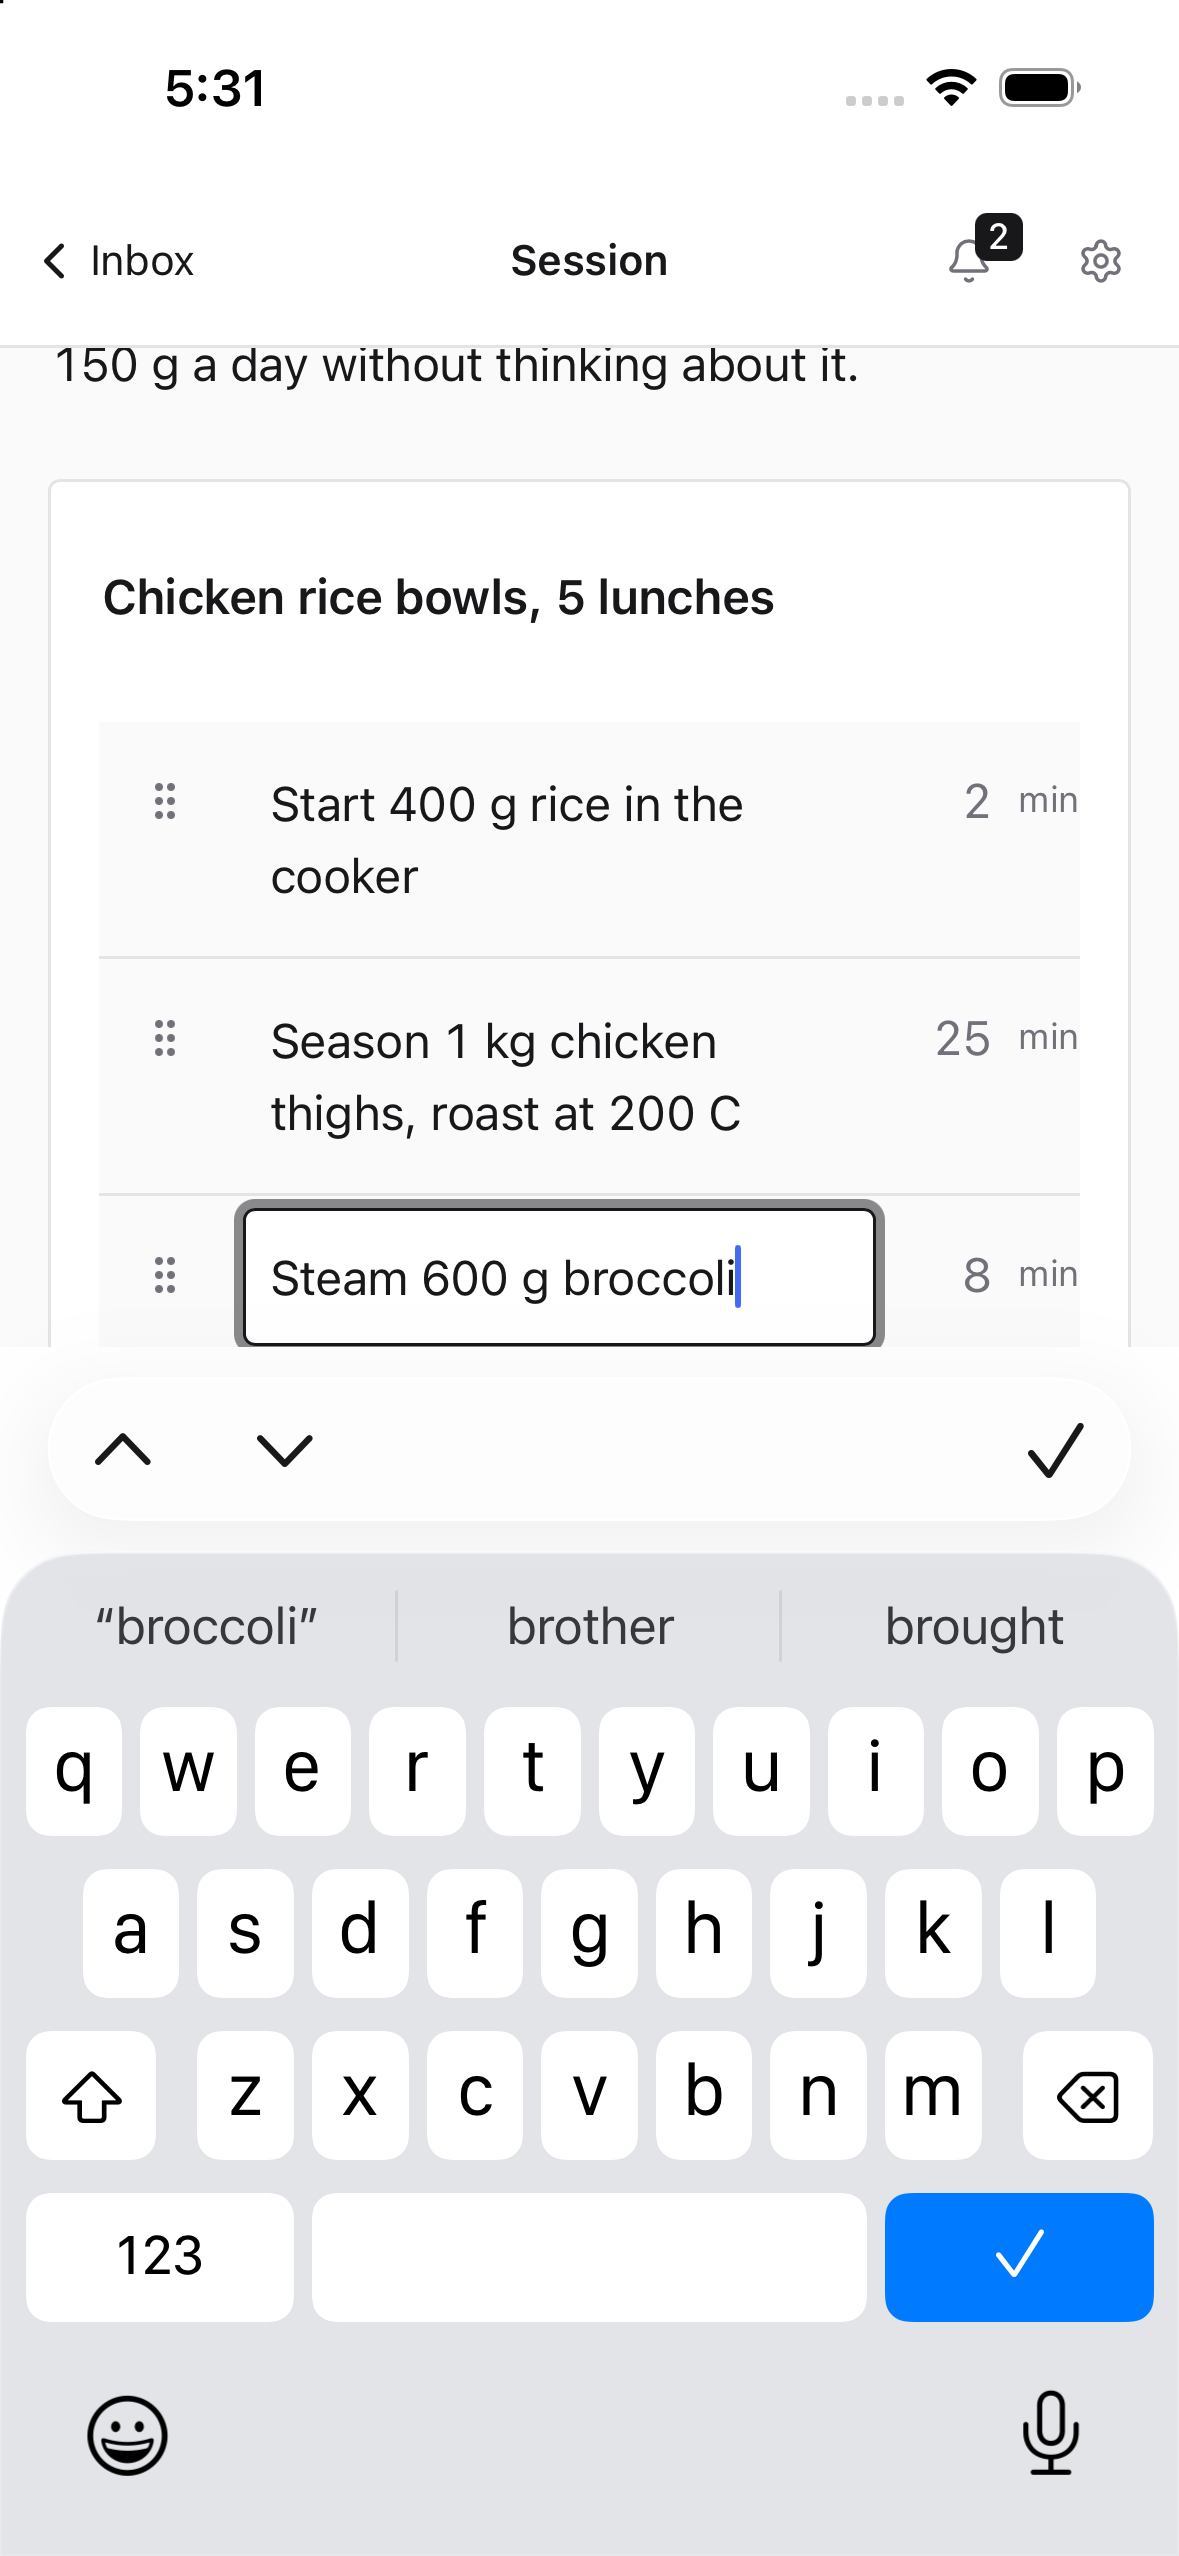 5:31
Inbox
Session
2
150 g a day without thinking about it.
Chicken rice bowls, 5 lunches
Start 400 g rice in the
cooker
2 min
Season 1 kg chicken
thighs, roast at 200 C
25 min
Steam 600 g broccoli
8 min
“broccoli” brother brought
q w e r t y u i o p
a s d f g h j k l
z x c v b n m
123